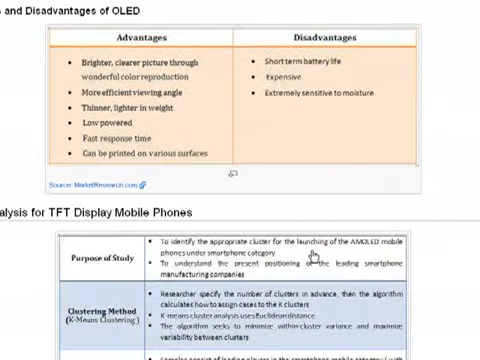 s and Disadvantages of OLED
Advantages
Disadvantages
Brighter, clearer picture through
wonderful color reproduction
More efficient viewing angle
Thinner, lighter in weight
Low powered
Fast response time
Can be printed on various surfaces
Short term battery life
Expensive
Extremely sensitive to moisture
Source: MarketResearch.com
alysis for TFT Display Mobile Phones
Purpose of Study
To identify the appropriate cluster for the launching of the AMOLED mobile
phones under smartphone category
To understand the present positioning of the leading smartphone
manufacturing companies
Clustering Method
(K-Means Clustering)
Researcher specify the number of clusters in advance, then the algorithm
calculates how to assign cases to the K clusters
K-means cluster analysis uses Euclidean distance
The algorithm seeks to minimize within-cluster variance and maximize
variability between clusters